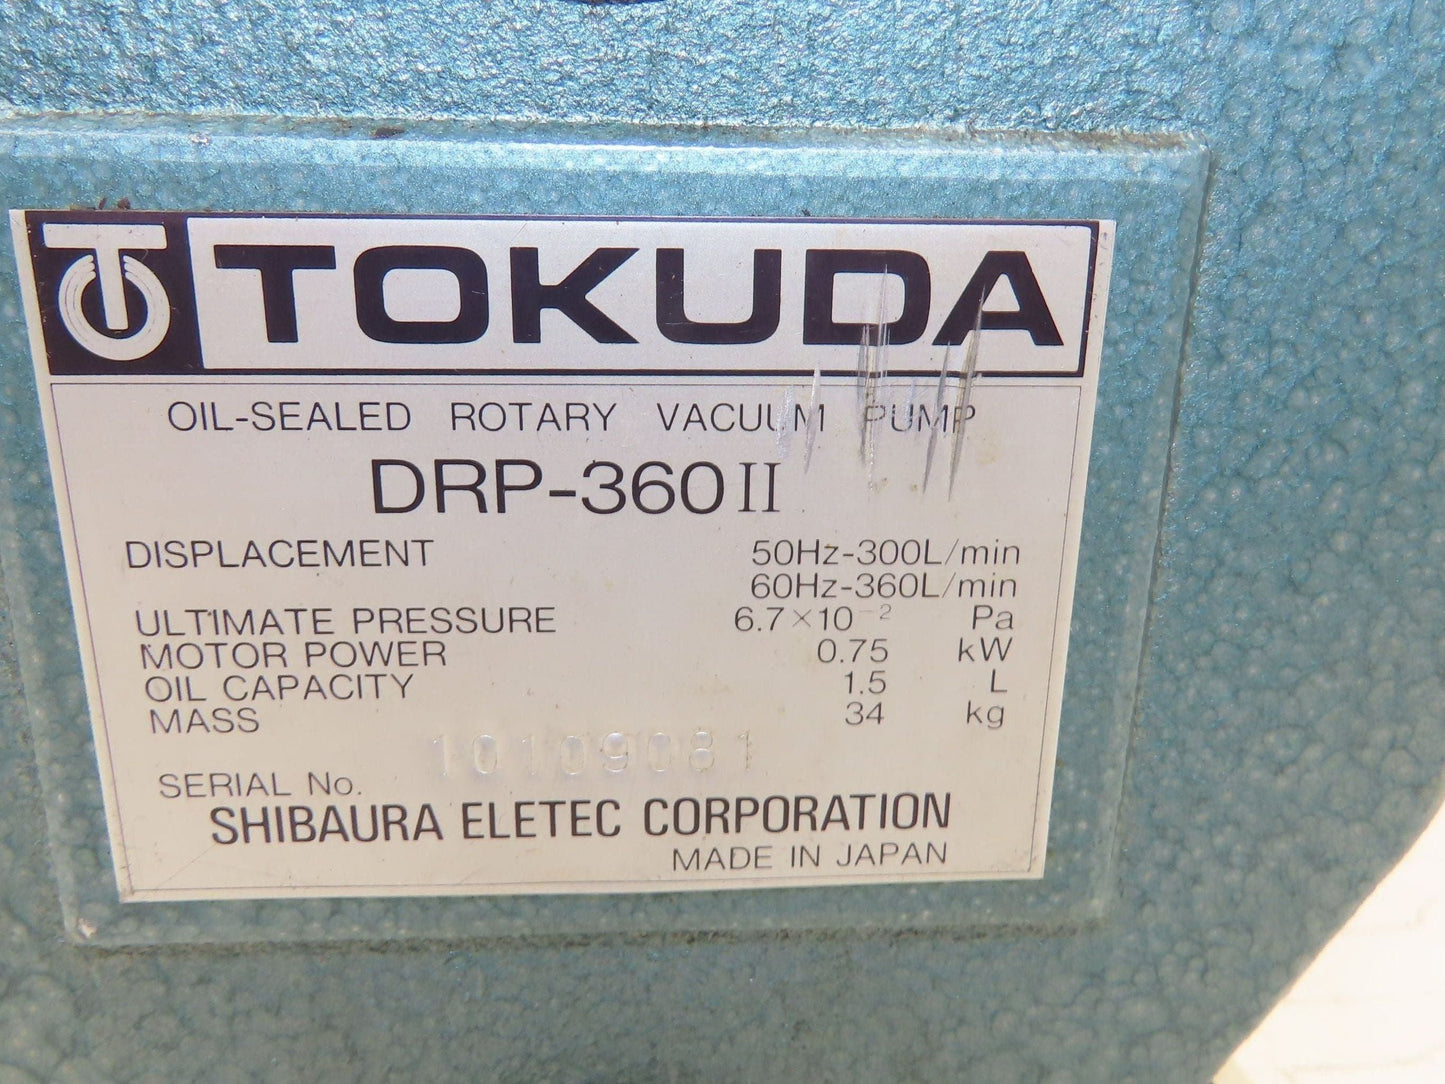 TOKUDA
OIL-SEALED ROTARY VACUUM PUMP
DRP-360II
DISPLACEMENT 50Hz-300L/min
60Hz-360L/min
ULTIMATE PRESSURE 6.7×10⁻² Pa
MOTOR POWER 0.75 kW
OIL CAPACITY 1.5 L
MASS 34 kg
SERIAL No. 10109081
SHIBAURA ELETEC CORPORATION
MADE IN JAPAN